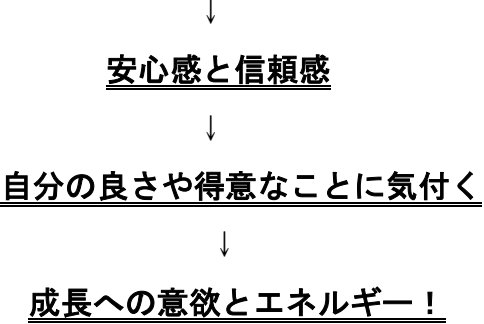 ↓
安心感と信頼感
↓
自分の良さや得意なことに気付く
↓
成長への意欲とエネルギー！